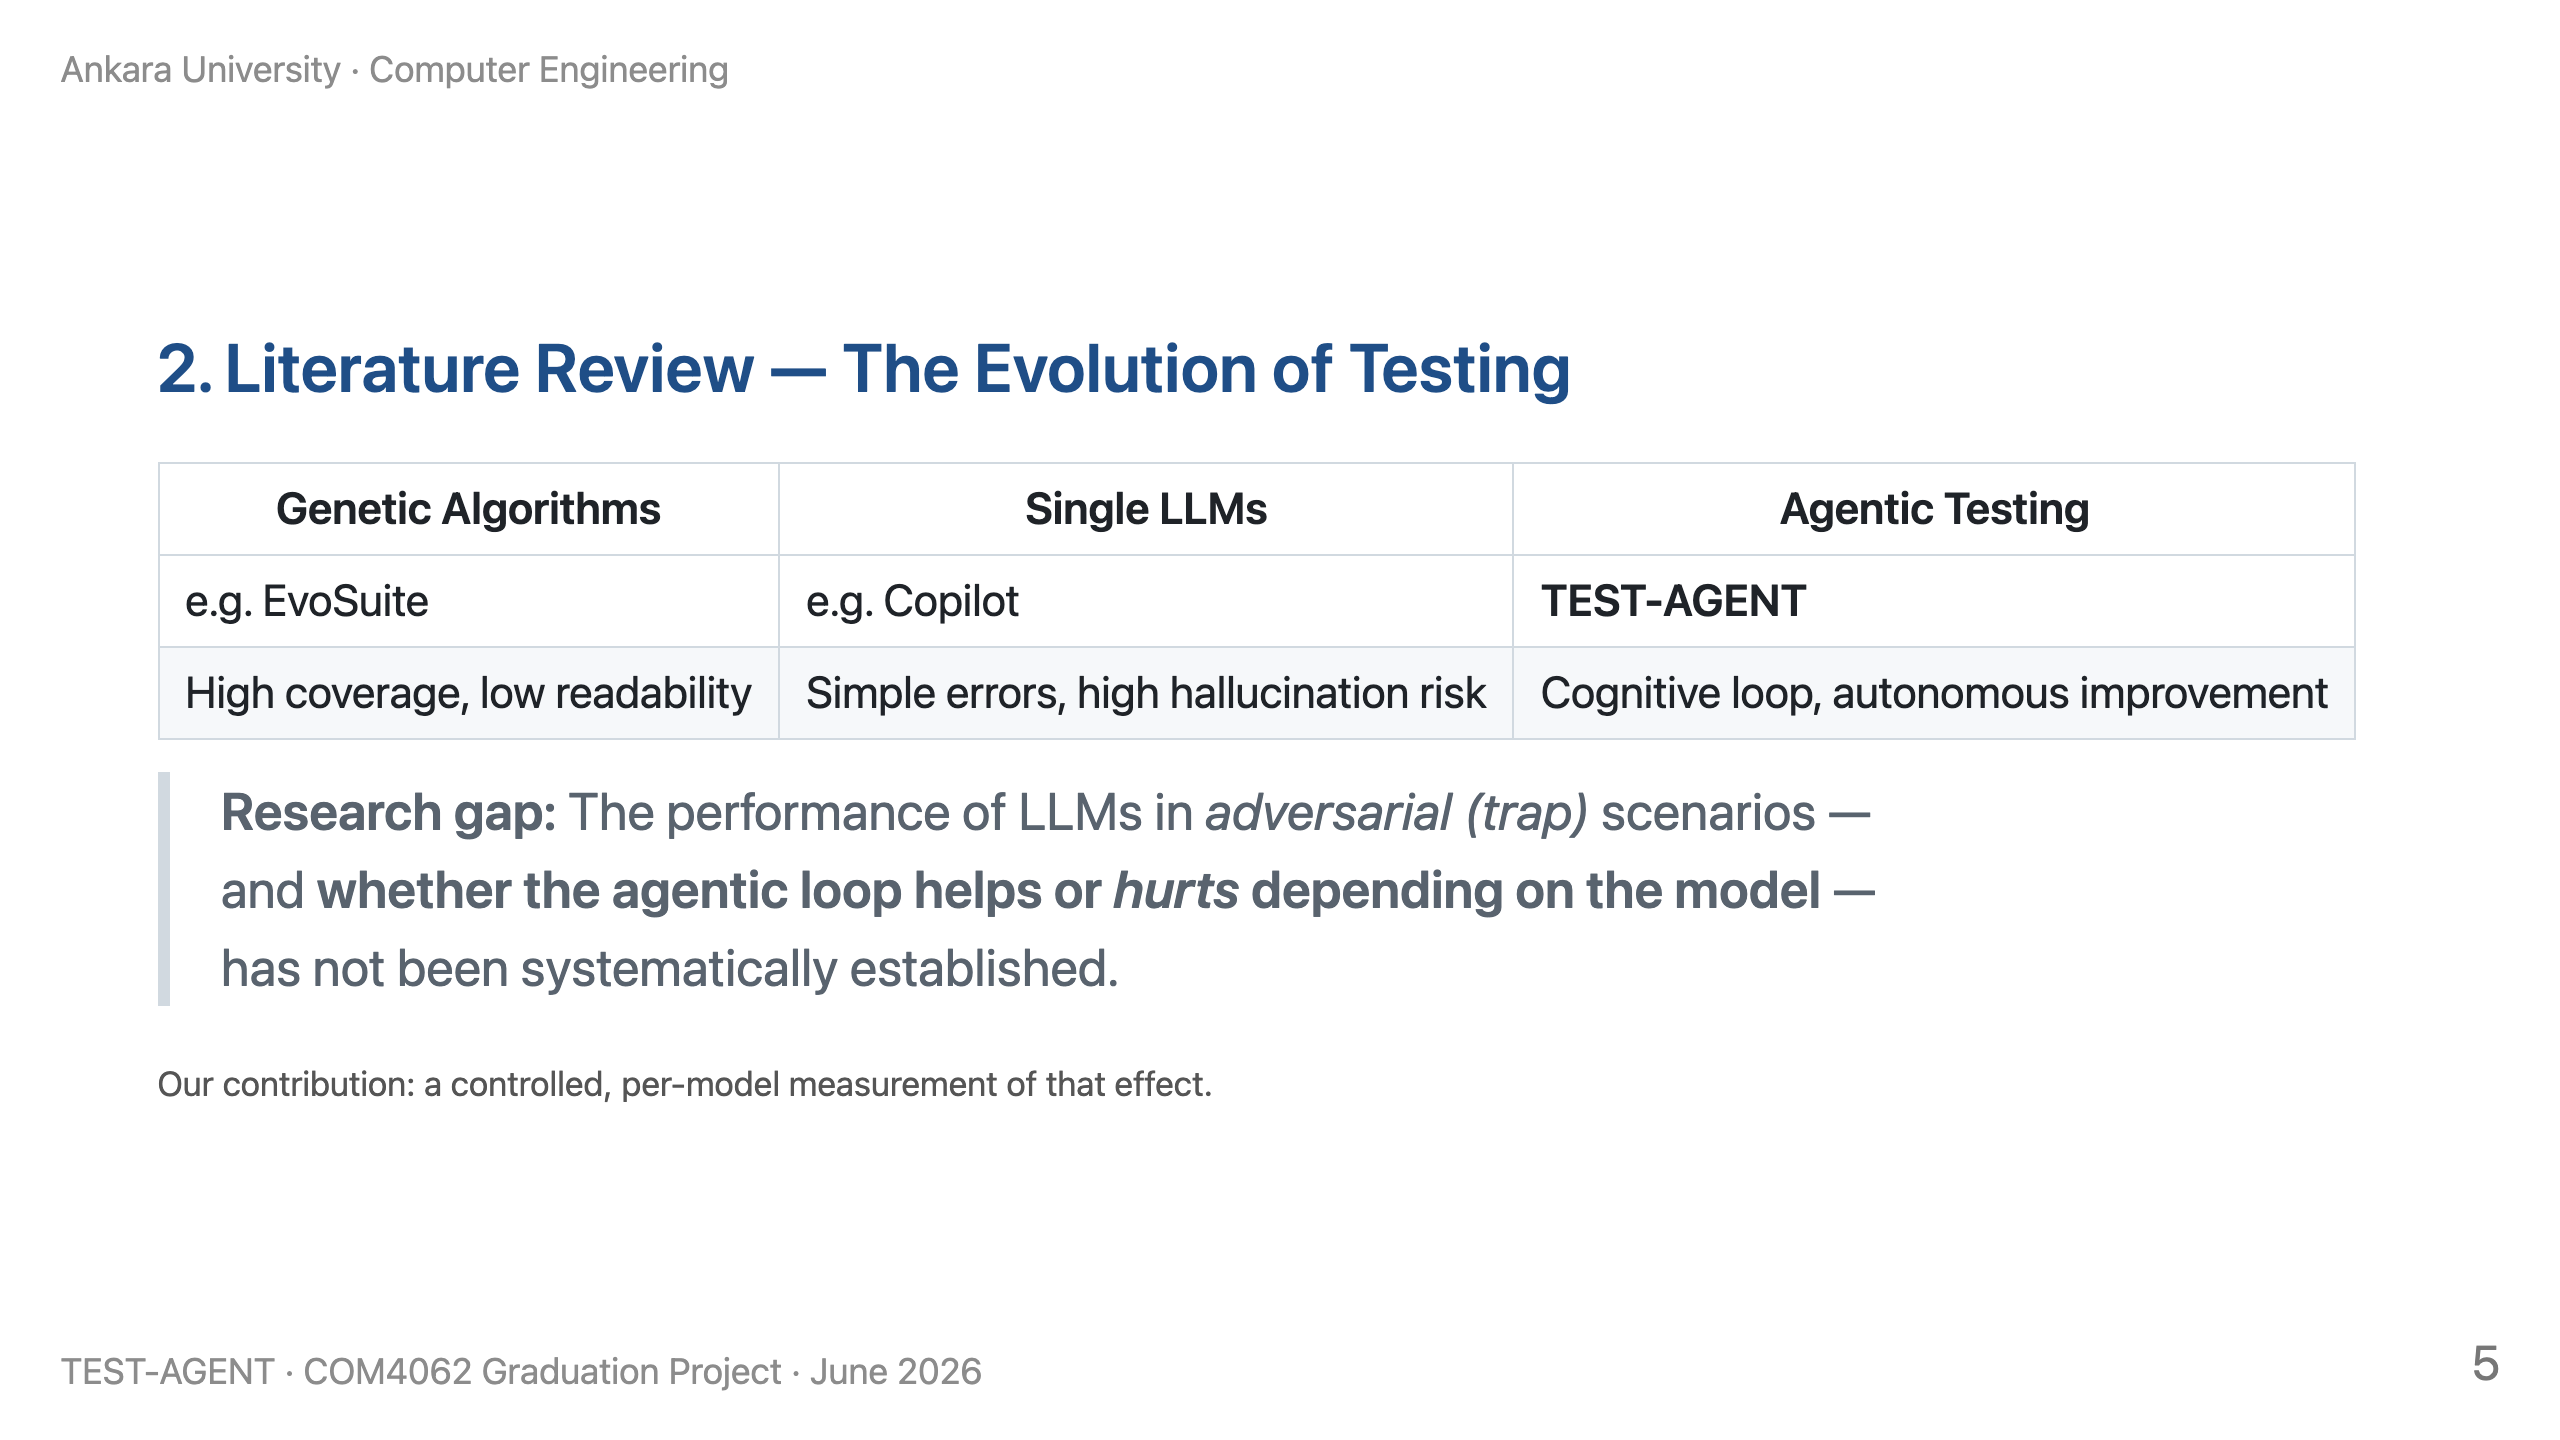 Ankara University · Computer Engineering
2. Literature Review — The Evolution of Testing
Genetic Algorithms Single LLMs Agentic Testing
e.g. EvoSuite e.g. Copilot TEST-AGENT
High coverage, low readability Simple errors, high hallucination risk Cognitive loop, autonomous improvement
Research gap: The performance of LLMs in adversarial (trap) scenarios —
and whether the agentic loop helps or hurts depending on the model —
has not been systematically established.
Our contribution: a controlled, per-model measurement of that effect.
TEST-AGENT · COM4062 Graduation Project · June 2026
5